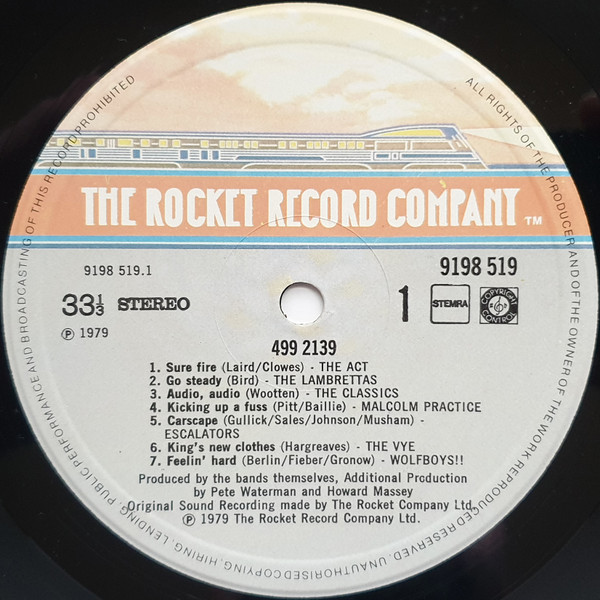 THE ROCKET RECORD COMPANY ™
9198 519.1
9198 519
33⅓ STEREO
1
STEMRA
COPYRIGHT CONTROL
℗ 1979
499 2139
1. Sure fire (Laird/Clowes) - THE ACT
2. Go steady (Bird) - THE LAMBRETTAS
3. Audio, audio (Wootten) - THE CLASSICS
4. Kicking up a fuss (Pitt/Baillie) - MALCOLM PRACTICE
5. Carscape (Gullick/Sales/Johnson/Musham) -
ESCALATORS
6. King's new clothes (Hargreaves) - THE VYE
7. Feelin' hard (Berlin/Fieber/Gronow) - WOLFBOYS!!
Produced by the bands themselves, Additional Production
by Pete Waterman and Howard Massey
Original Sound Recording made by The Rocket Company Ltd.
℗ 1979 The Rocket Record Company Ltd.
ALL RIGHTS OF THE PRODUCER AND OF THE OWNER OF THE WORK REPRODUCED RESERVED. UNAUTHORISED COPYING, HIRING, LENDING, PUBLIC PERFORMANCE AND BROADCASTING OF THIS RECORD PROHIBITED